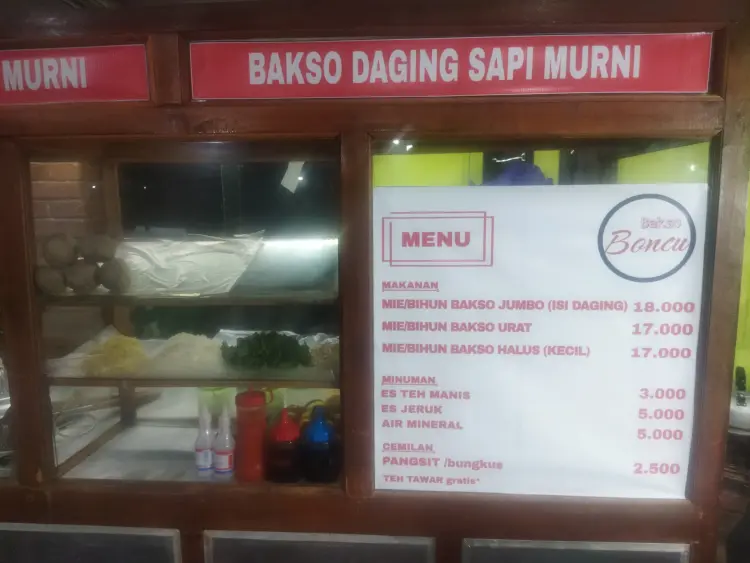 MURNI
BAKSO DAGING SAPI MURNI
MENU
Bakso
Boncu
MAKANAN
MIE/BIHUN BAKSO JUMBO (ISI DAGING) 18.000
MIE/BIHUN BAKSO URAT 17.000
MIE/BIHUN BAKSO HALUS (KECIL) 17.000
MINUMAN
ES TEH MANIS 3.000
ES JERUK 5.000
AIR MINERAL 5.000
CEMILAN
PANGSIT /bungkus 2.500
TEH TAWAR gratis*